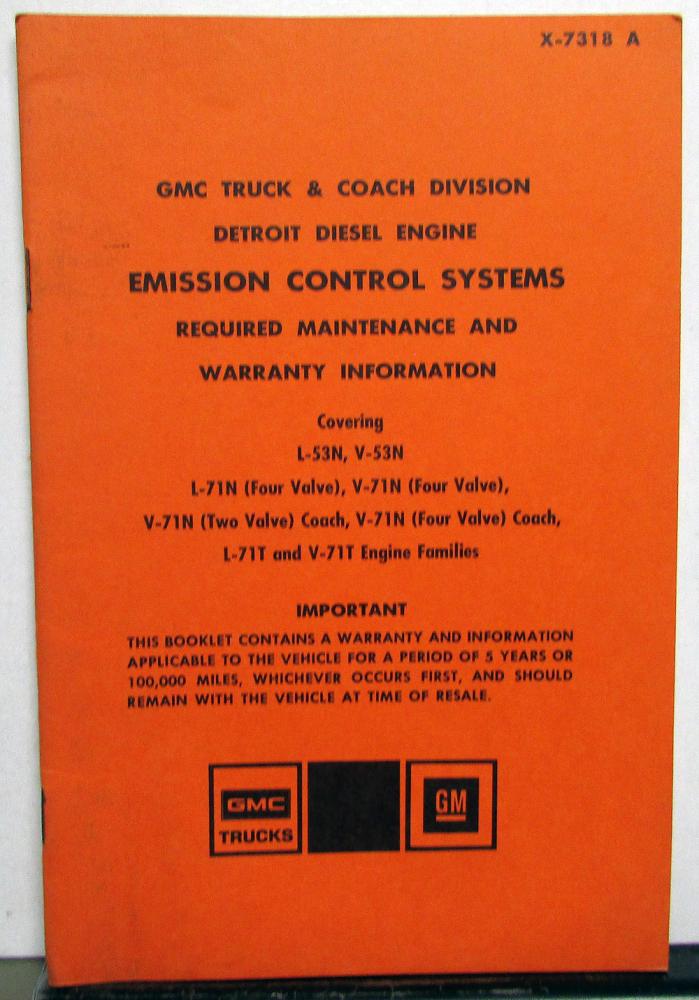 X-7318 A
GMC TRUCK & COACH DIVISION
DETROIT DIESEL ENGINE
EMISSION CONTROL SYSTEMS
REQUIRED MAINTENANCE AND
WARRANTY INFORMATION
Covering
L-53N, V-53N
L-71N (Four Valve), V-71N (Four Valve),
V-71N (Two Valve) Coach, V-71N (Four Valve) Coach,
L-71T and V-71T Engine Families
IMPORTANT
THIS BOOKLET CONTAINS A WARRANTY AND INFORMATION
APPLICABLE TO THE VEHICLE FOR A PERIOD OF 5 YEARS OR
100,000 MILES, WHICHEVER OCCURS FIRST, AND SHOULD
REMAIN WITH THE VEHICLE AT TIME OF RESALE.
GMC
TRUCKS
GM